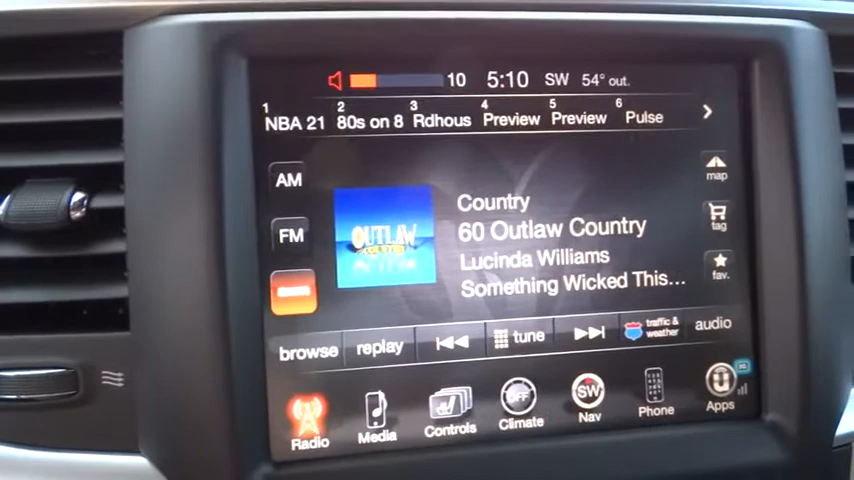 10 5:10 SW 54° out.
1 2 3 4 5 6
NBA 21 80s on 8 Rdhous Preview Preview Pulse
AM
map
OUTLAW
COUNTRY
Country
60 Outlaw Country
Lucinda Williams
Something Wicked This...
tag
FM
fav.
browse replay tune traffic & weather audio
OFF SW
Radio Media Controls Climate Nav Phone Apps